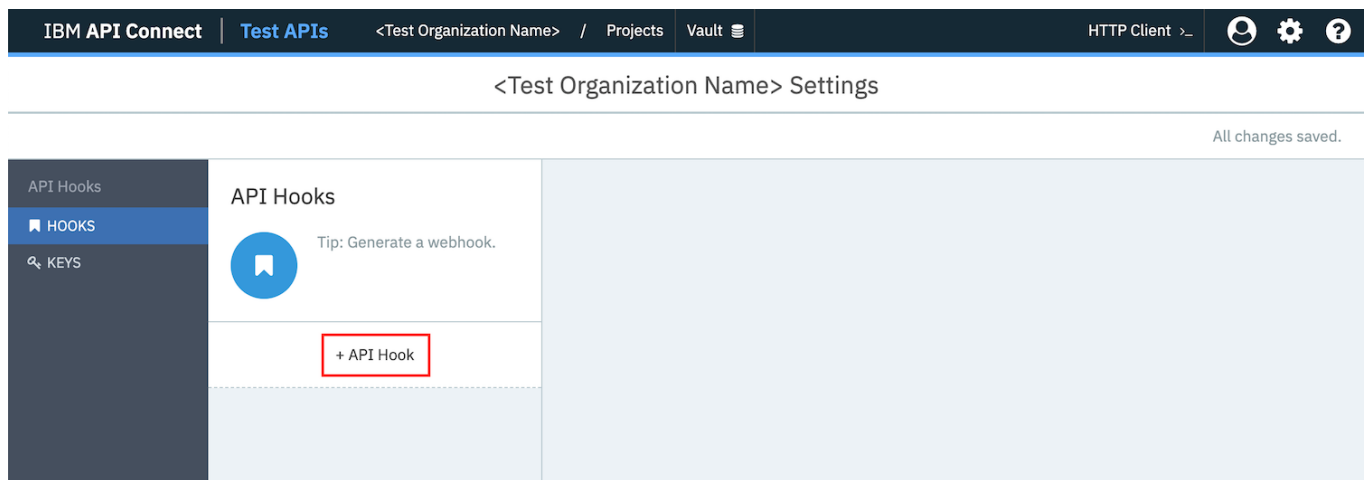 IBM API Connect | Test APIs <Test Organization Name> / Projects Vault HTTP Client >_ ?
<Test Organization Name> Settings
All changes saved.
API Hooks
HOOKS
KEYS
API Hooks
Tip: Generate a webhook.
+ API Hook